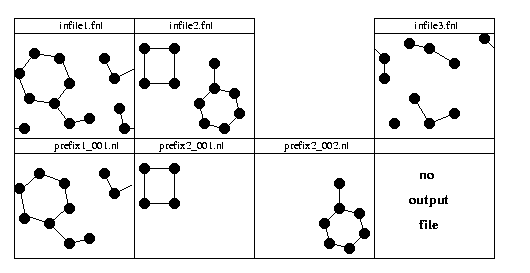 infile1.fnl infile2.fnl infile3.fnl
prefix1_001.nl prefix2_001.nl prefix2_002.nl
no
output
file